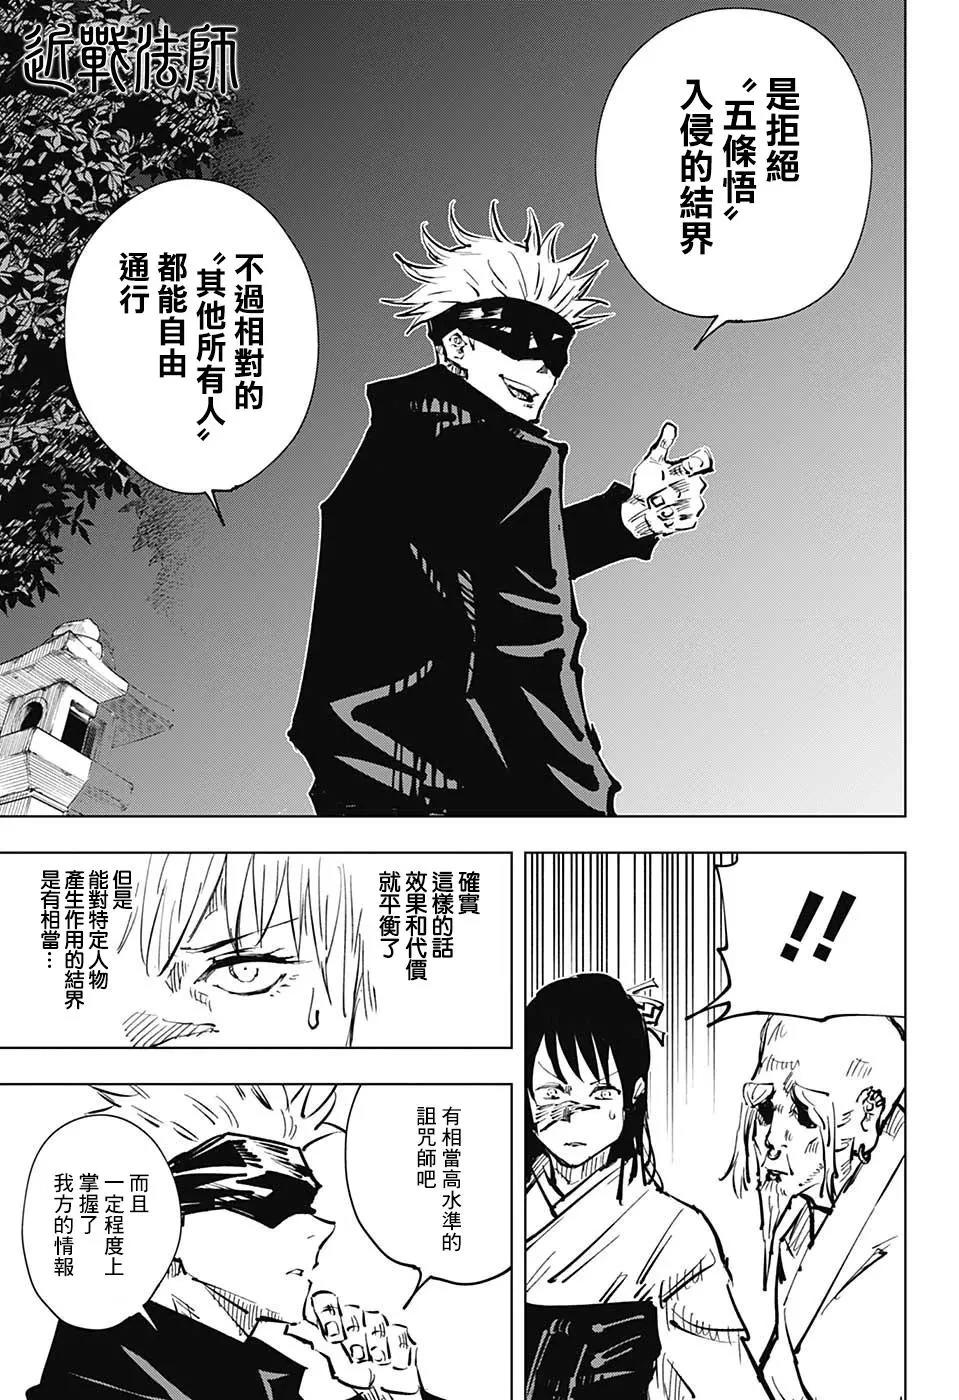 近戰法師
是拒絕
〝五條悟〞
入侵的結界
不過相對的
〝其他所有人〞
都能自由
通行
!!
確實
這樣的話
效果和代價
就平衡了
但是
能對特定人物
產生作用的結界
是有相當…
有相當高水準的
詛咒師吧
而且
一定程度上
掌握了
我方的情報